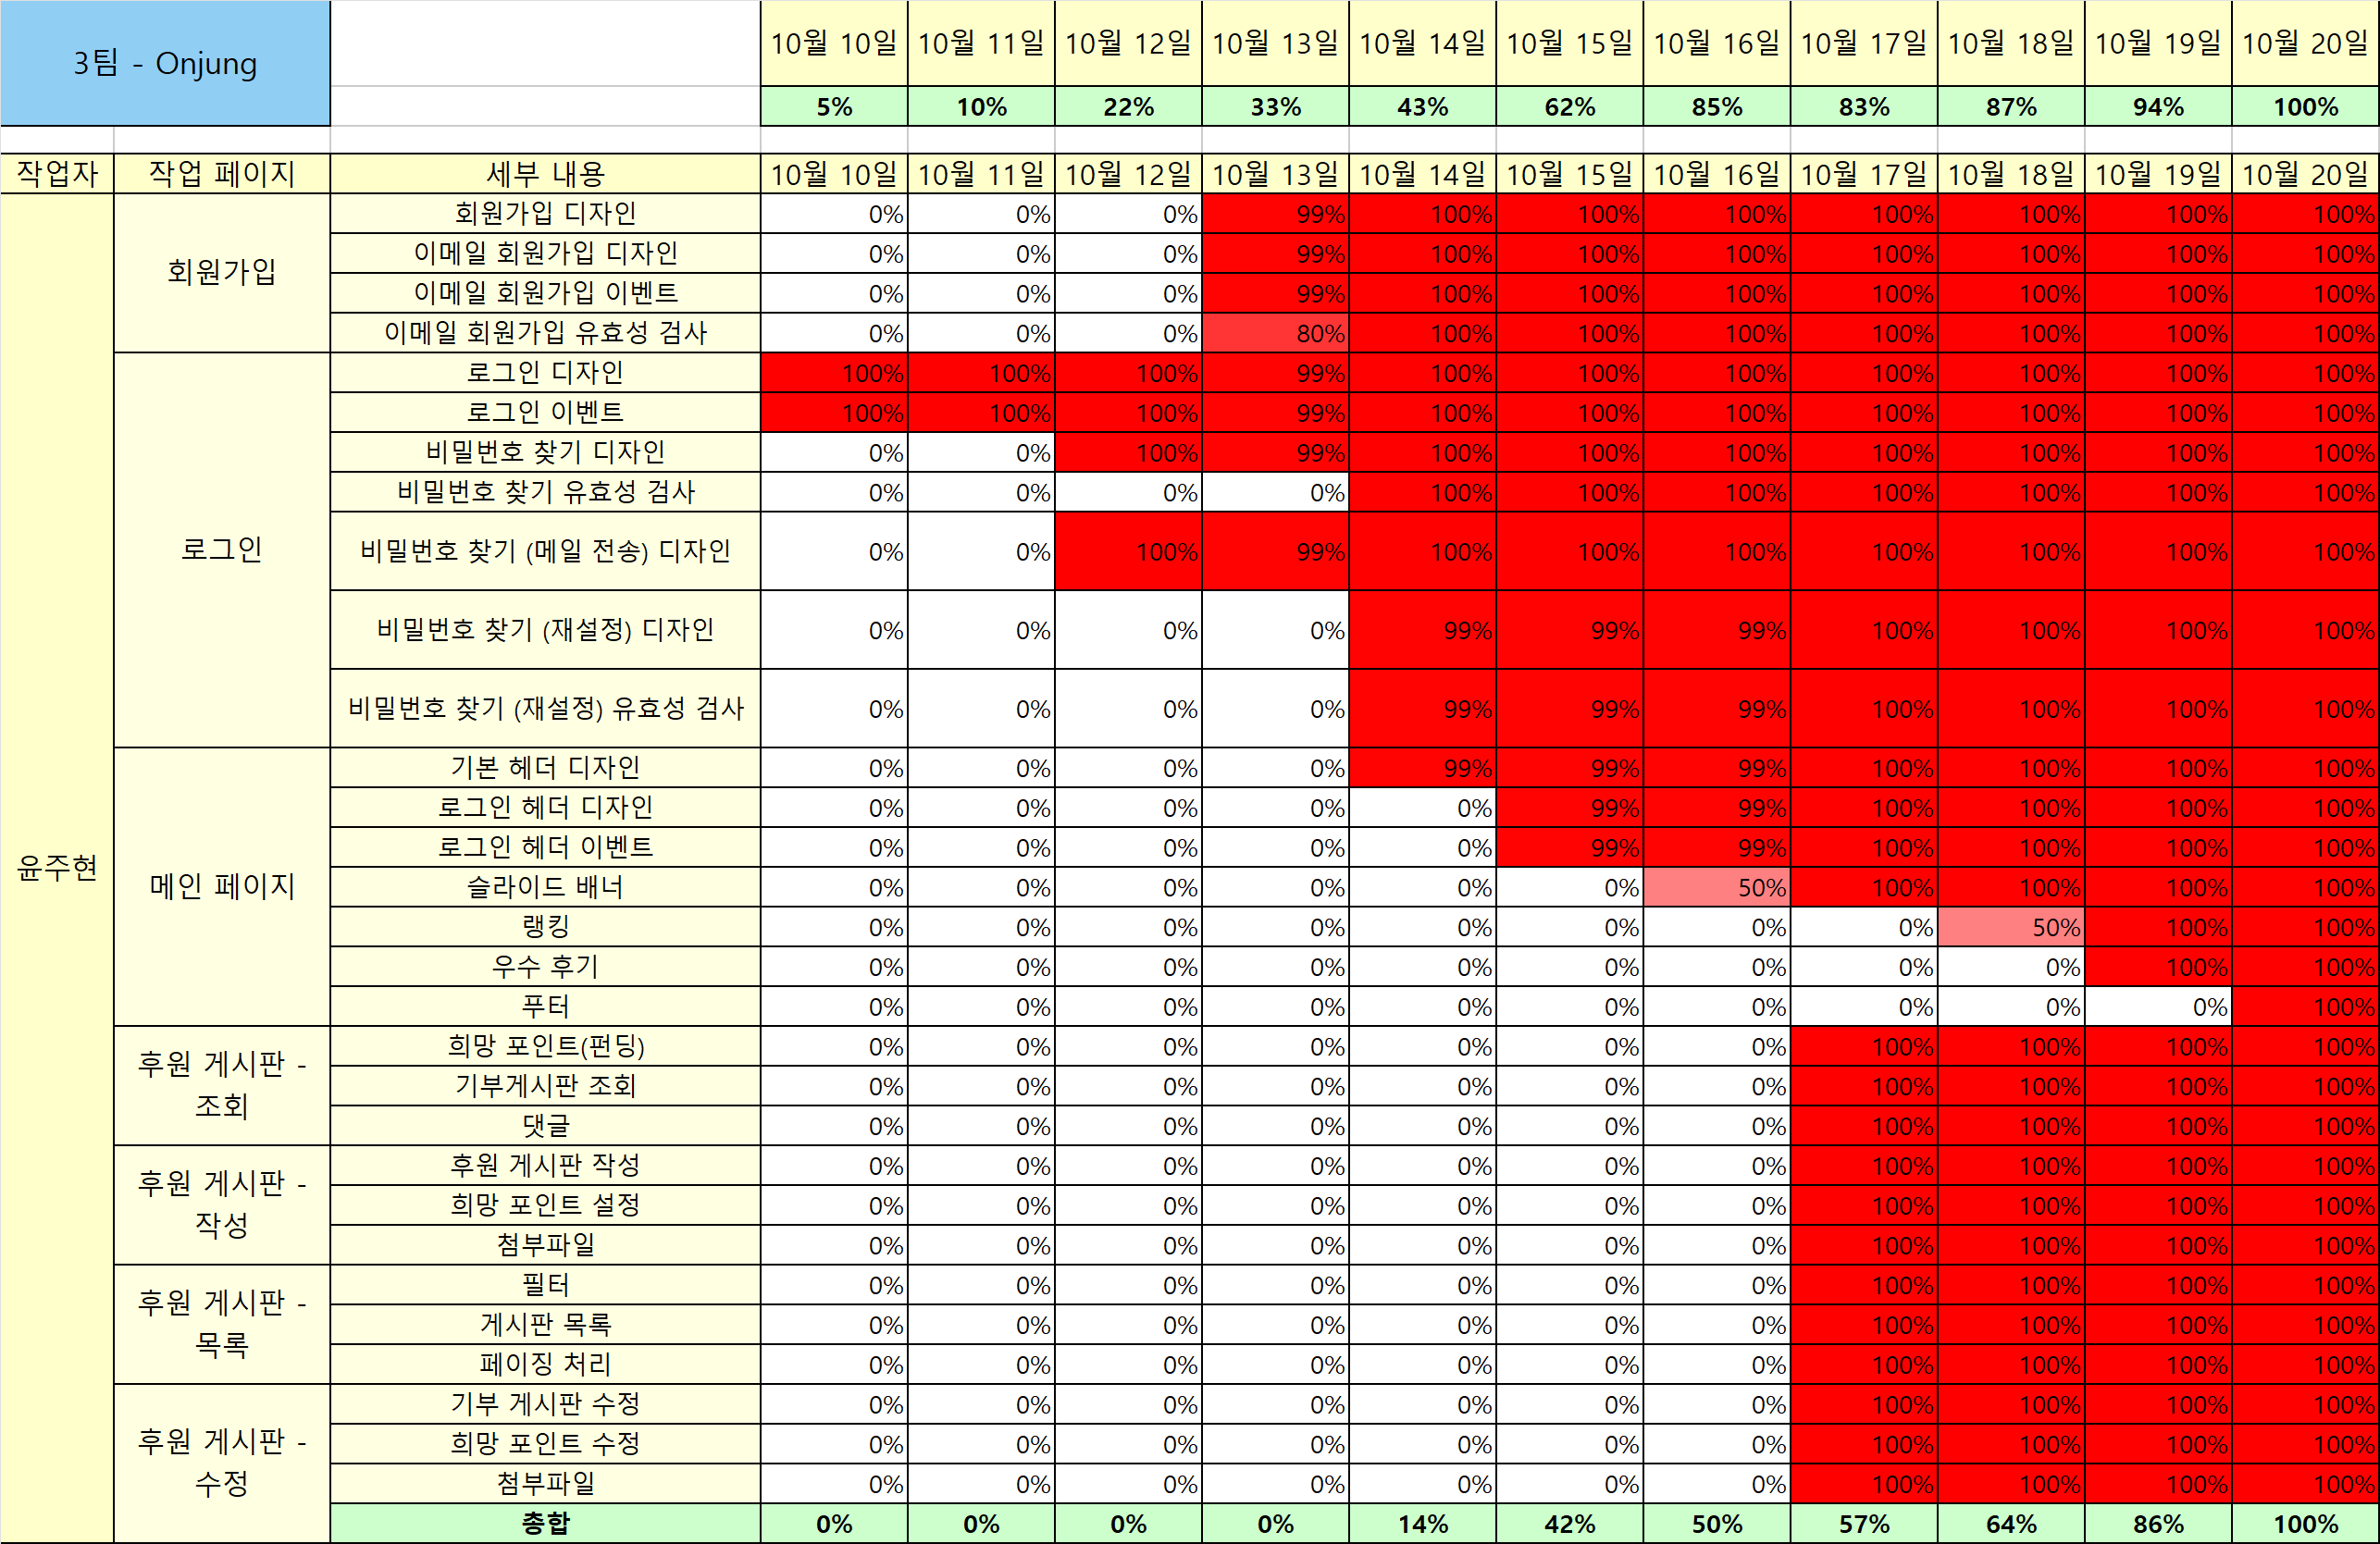 3팀 - Onjung
10월 10일 10월 11일 10월 12일 10월 13일 10월 14일 10월 15일 10월 16일 10월 17일 10월 18일 10월 19일 10월 20일
5% 10% 22% 33% 43% 62% 85% 83% 87% 94% 100%
작업자 작업 페이지 세부 내용 10월 10일 10월 11일 10월 12일 10월 13일 10월 14일 10월 15일 10월 16일 10월 17일 10월 18일 10월 19일 10월 20일
윤주현
회원가입
회원가입 디자인 0% 0% 0% 99% 100% 100% 100% 100% 100% 100% 100%
이메일 회원가입 디자인 0% 0% 0% 99% 100% 100% 100% 100% 100% 100% 100%
이메일 회원가입 이벤트 0% 0% 0% 99% 100% 100% 100% 100% 100% 100% 100%
이메일 회원가입 유효성 검사 0% 0% 0% 80% 100% 100% 100% 100% 100% 100% 100%
로그인
로그인 디자인 100% 100% 100% 99% 100% 100% 100% 100% 100% 100% 100%
로그인 이벤트 100% 100% 100% 99% 100% 100% 100% 100% 100% 100% 100%
비밀번호 찾기 디자인 0% 0% 100% 99% 100% 100% 100% 100% 100% 100% 100%
비밀번호 찾기 유효성 검사 0% 0% 0% 0% 100% 100% 100% 100% 100% 100% 100%
비밀번호 찾기 (메일 전송) 디자인 0% 0% 100% 99% 100% 100% 100% 100% 100% 100% 100%
비밀번호 찾기 (재설정) 디자인 0% 0% 0% 0% 99% 99% 99% 100% 100% 100% 100%
비밀번호 찾기 (재설정) 유효성 검사 0% 0% 0% 0% 99% 99% 99% 100% 100% 100% 100%
메인 페이지
기본 헤더 디자인 0% 0% 0% 0% 99% 99% 99% 100% 100% 100% 100%
로그인 헤더 디자인 0% 0% 0% 0% 0% 99% 99% 100% 100% 100% 100%
로그인 헤더 이벤트 0% 0% 0% 0% 0% 99% 99% 100% 100% 100% 100%
슬라이드 배너 0% 0% 0% 0% 0% 0% 50% 100% 100% 100% 100%
랭킹 0% 0% 0% 0% 0% 0% 0% 0% 50% 100% 100%
우수 후기 0% 0% 0% 0% 0% 0% 0% 0% 0% 100% 100%
푸터 0% 0% 0% 0% 0% 0% 0% 0% 0% 0% 100%
후원 게시판 -
조회
희망 포인트(펀딩) 0% 0% 0% 0% 0% 0% 0% 100% 100% 100% 100%
기부게시판 조회 0% 0% 0% 0% 0% 0% 0% 100% 100% 100% 100%
댓글 0% 0% 0% 0% 0% 0% 0% 100% 100% 100% 100%
후원 게시판 -
작성
후원 게시판 작성 0% 0% 0% 0% 0% 0% 0% 100% 100% 100% 100%
희망 포인트 설정 0% 0% 0% 0% 0% 0% 0% 100% 100% 100% 100%
첨부파일 0% 0% 0% 0% 0% 0% 0% 100% 100% 100% 100%
후원 게시판 -
목록
필터 0% 0% 0% 0% 0% 0% 0% 100% 100% 100% 100%
게시판 목록 0% 0% 0% 0% 0% 0% 0% 100% 100% 100% 100%
페이징 처리 0% 0% 0% 0% 0% 0% 0% 100% 100% 100% 100%
후원 게시판 -
수정
기부 게시판 수정 0% 0% 0% 0% 0% 0% 0% 100% 100% 100% 100%
희망 포인트 수정 0% 0% 0% 0% 0% 0% 0% 100% 100% 100% 100%
첨부파일 0% 0% 0% 0% 0% 0% 0% 100% 100% 100% 100%
총합 0% 0% 0% 0% 14% 42% 50% 57% 64% 86% 100%